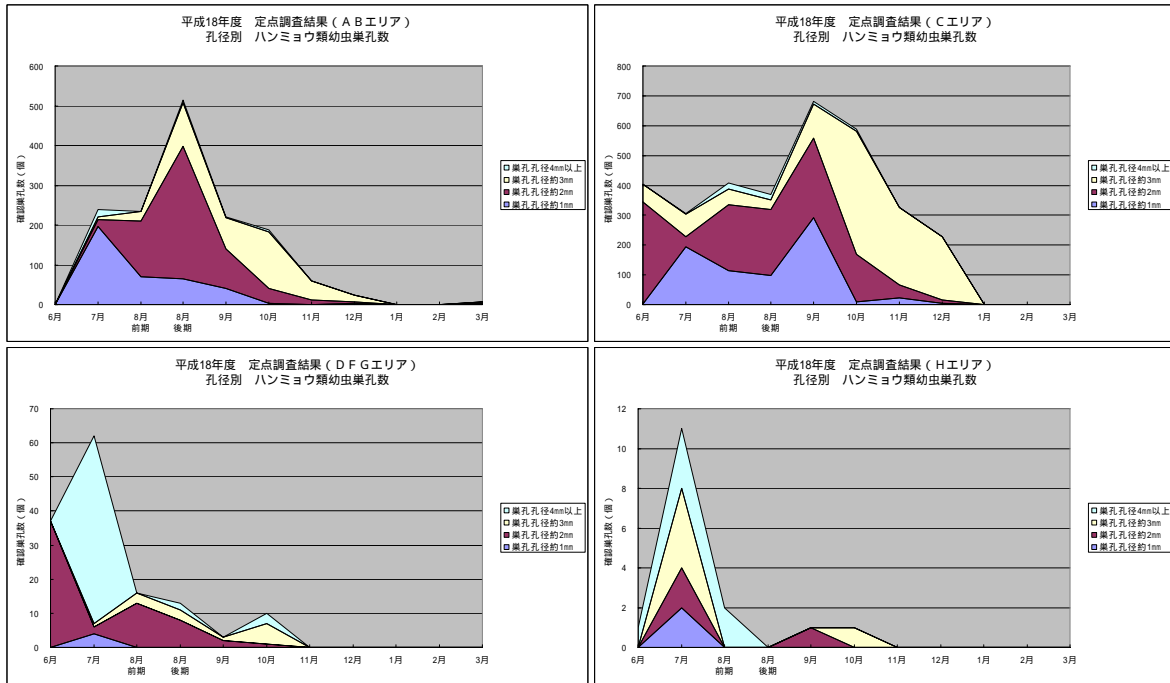 平成18年度 定点調査結果(ABエリア)
孔径別 ハンミョウ類幼虫巣孔数
確認巣孔数(個)
600
500
400
300
200
100
0
6月 7月 8月 8月 9月 10月 11月 12月 1月 2月 3月
前期 後期
巣孔孔径4mm以上
巣孔孔径約3mm
巣孔孔径約2mm
巣孔孔径約1mm
平成18年度 定点調査結果(Cエリア)
孔径別 ハンミョウ類幼虫巣孔数
確認巣孔数(個)
800
700
600
500
400
300
200
100
0
6月 7月 8月 8月 9月 10月 11月 12月 1月 2月 3月
前期 後期
巣孔孔径4mm以上
巣孔孔径約3mm
巣孔孔径約2mm
巣孔孔径約1mm
平成18年度 定点調査結果(DFGエリア)
孔径別 ハンミョウ類幼虫巣孔数
確認巣孔数(個)
70
60
50
40
30
20
10
0
6月 7月 8月 8月 9月 10月 11月 12月 1月 2月 3月
前期 後期
巣孔孔径4mm以上
巣孔孔径約3mm
巣孔孔径約2mm
巣孔孔径約1mm
平成18年度 定点調査結果(Hエリア)
孔径別 ハンミョウ類幼虫巣孔数
確認巣孔数(個)
12
10
8
6
4
2
0
6月 7月 8月 8月 9月 10月 11月 12月 1月 2月 3月
前期 後期
巣孔孔径4mm以上
巣孔孔径約3mm
巣孔孔径約2mm
巣孔孔径約1mm